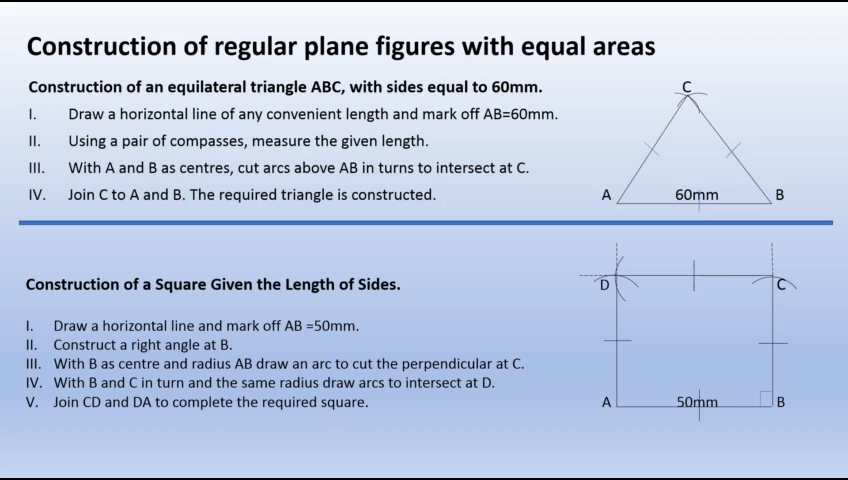 Construction of regular plane figures with equal areas
Construction of an equilateral triangle ABC, with sides equal to 60mm.
I. Draw a horizontal line of any convenient length and mark off AB=60mm.
II. Using a pair of compasses, measure the given length.
III. With A and B as centres, cut arcs above AB in turns to intersect at C.
IV. Join C to A and B. The required triangle is constructed.
C
A 60mm B
Construction of a Square Given the Length of Sides.
I. Draw a horizontal line and mark off AB =50mm.
II. Construct a right angle at B.
III. With B as centre and radius AB draw an arc to cut the perpendicular at C.
IV. With B and C in turn and the same radius draw arcs to intersect at D.
V. Join CD and DA to complete the required square.
D C
A 50mm B